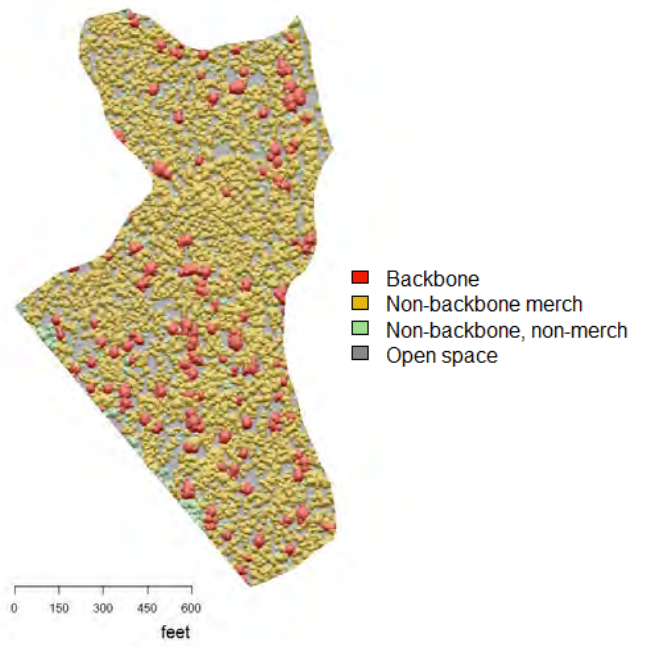 Backbone
Non-backbone merch
Non-backbone, non-merch
Open space
0 150 300 450 600
feet